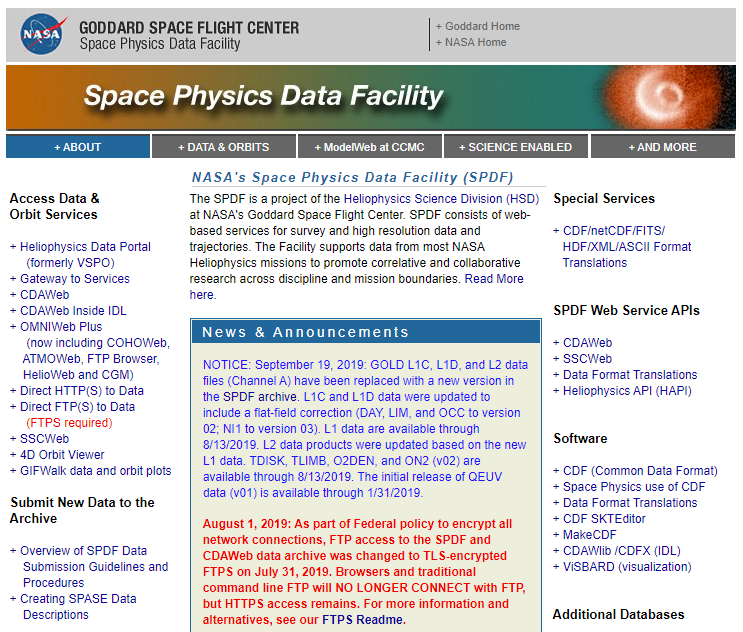 NASA
GODDARD SPACE FLIGHT CENTER
Space Physics Data Facility
+ Goddard Home
+ NASA Home
Space Physics Data Facility
+ ABOUT
+ DATA & ORBITS
+ ModelWeb at CCMC
+ SCIENCE ENABLED
+ AND MORE
Access Data &
Orbit Services
+ Heliophysics Data Portal
(formerly VSPO)
+ Gateway to Services
+ CDAWeb
+ CDAWeb Inside IDL
+ OMNIWeb Plus
(now including COHOWeb,
ATMOWeb, FTP Browser,
HelioWeb and CGM)
+ Direct HTTP(S) to Data
+ Direct FTP(S) to Data
(FTPS required)
+ SSCWeb
+ 4D Orbit Viewer
+ GIFWalk data and orbit plots
Submit New Data to the
Archive
+ Overview of SPDF Data
Submission Guidelines and
Procedures
+ Creating SPASE Data
Descriptions
NASA's Space Physics Data Facility (SPDF)
The SPDF is a project of the Heliophysics Science Division (HSD)
at NASA's Goddard Space Flight Center. SPDF consists of web-
based services for survey and high resolution data and
trajectories. The Facility supports data from most NASA
Heliophysics missions to promote correlative and collaborative
research across discipline and mission boundaries. Read More
here.
News & Announcements
NOTICE: September 19, 2019: GOLD L1C, L1D, and L2 data
files (Channel A) have been replaced with a new version in
the SPDF archive. L1C and L1D data were updated to
include a flat-field correction (DAY, LIM, and OCC to version
02; NI1 to version 03). L1 data are available through
8/13/2019. L2 data products were updated based on the new
L1 data. TDISK, TLIMB, O2DEN, and ON2 (v02) are
available through 8/13/2019. The initial release of QEUV
data (v01) is available through 1/31/2019.
August 1, 2019: As part of Federal policy to encrypt all
network connections, FTP access to the SPDF and
CDAWeb data archive was changed to TLS-encrypted
FTPS on July 31, 2019. Browsers and traditional
command line FTP will NO LONGER CONNECT with FTP,
but HTTPS access remains. For more information and
alternatives, see our FTPS Readme.
Special Services
+ CDF/netCDF/FITS/
HDF/XML/ASCII Format
Translations
SPDF Web Service APIs
+ CDAWeb
+ SSCWeb
+ Data Format Translations
+ Heliophysics API (HAPI)
Software
+ CDF (Common Data Format)
+ Space Physics use of CDF
+ Data Format Translations
+ CDF SKTEditor
+ MakeCDF
+ CDAWlib /CDFX (IDL)
+ ViSBARD (visualization)
Additional Databases